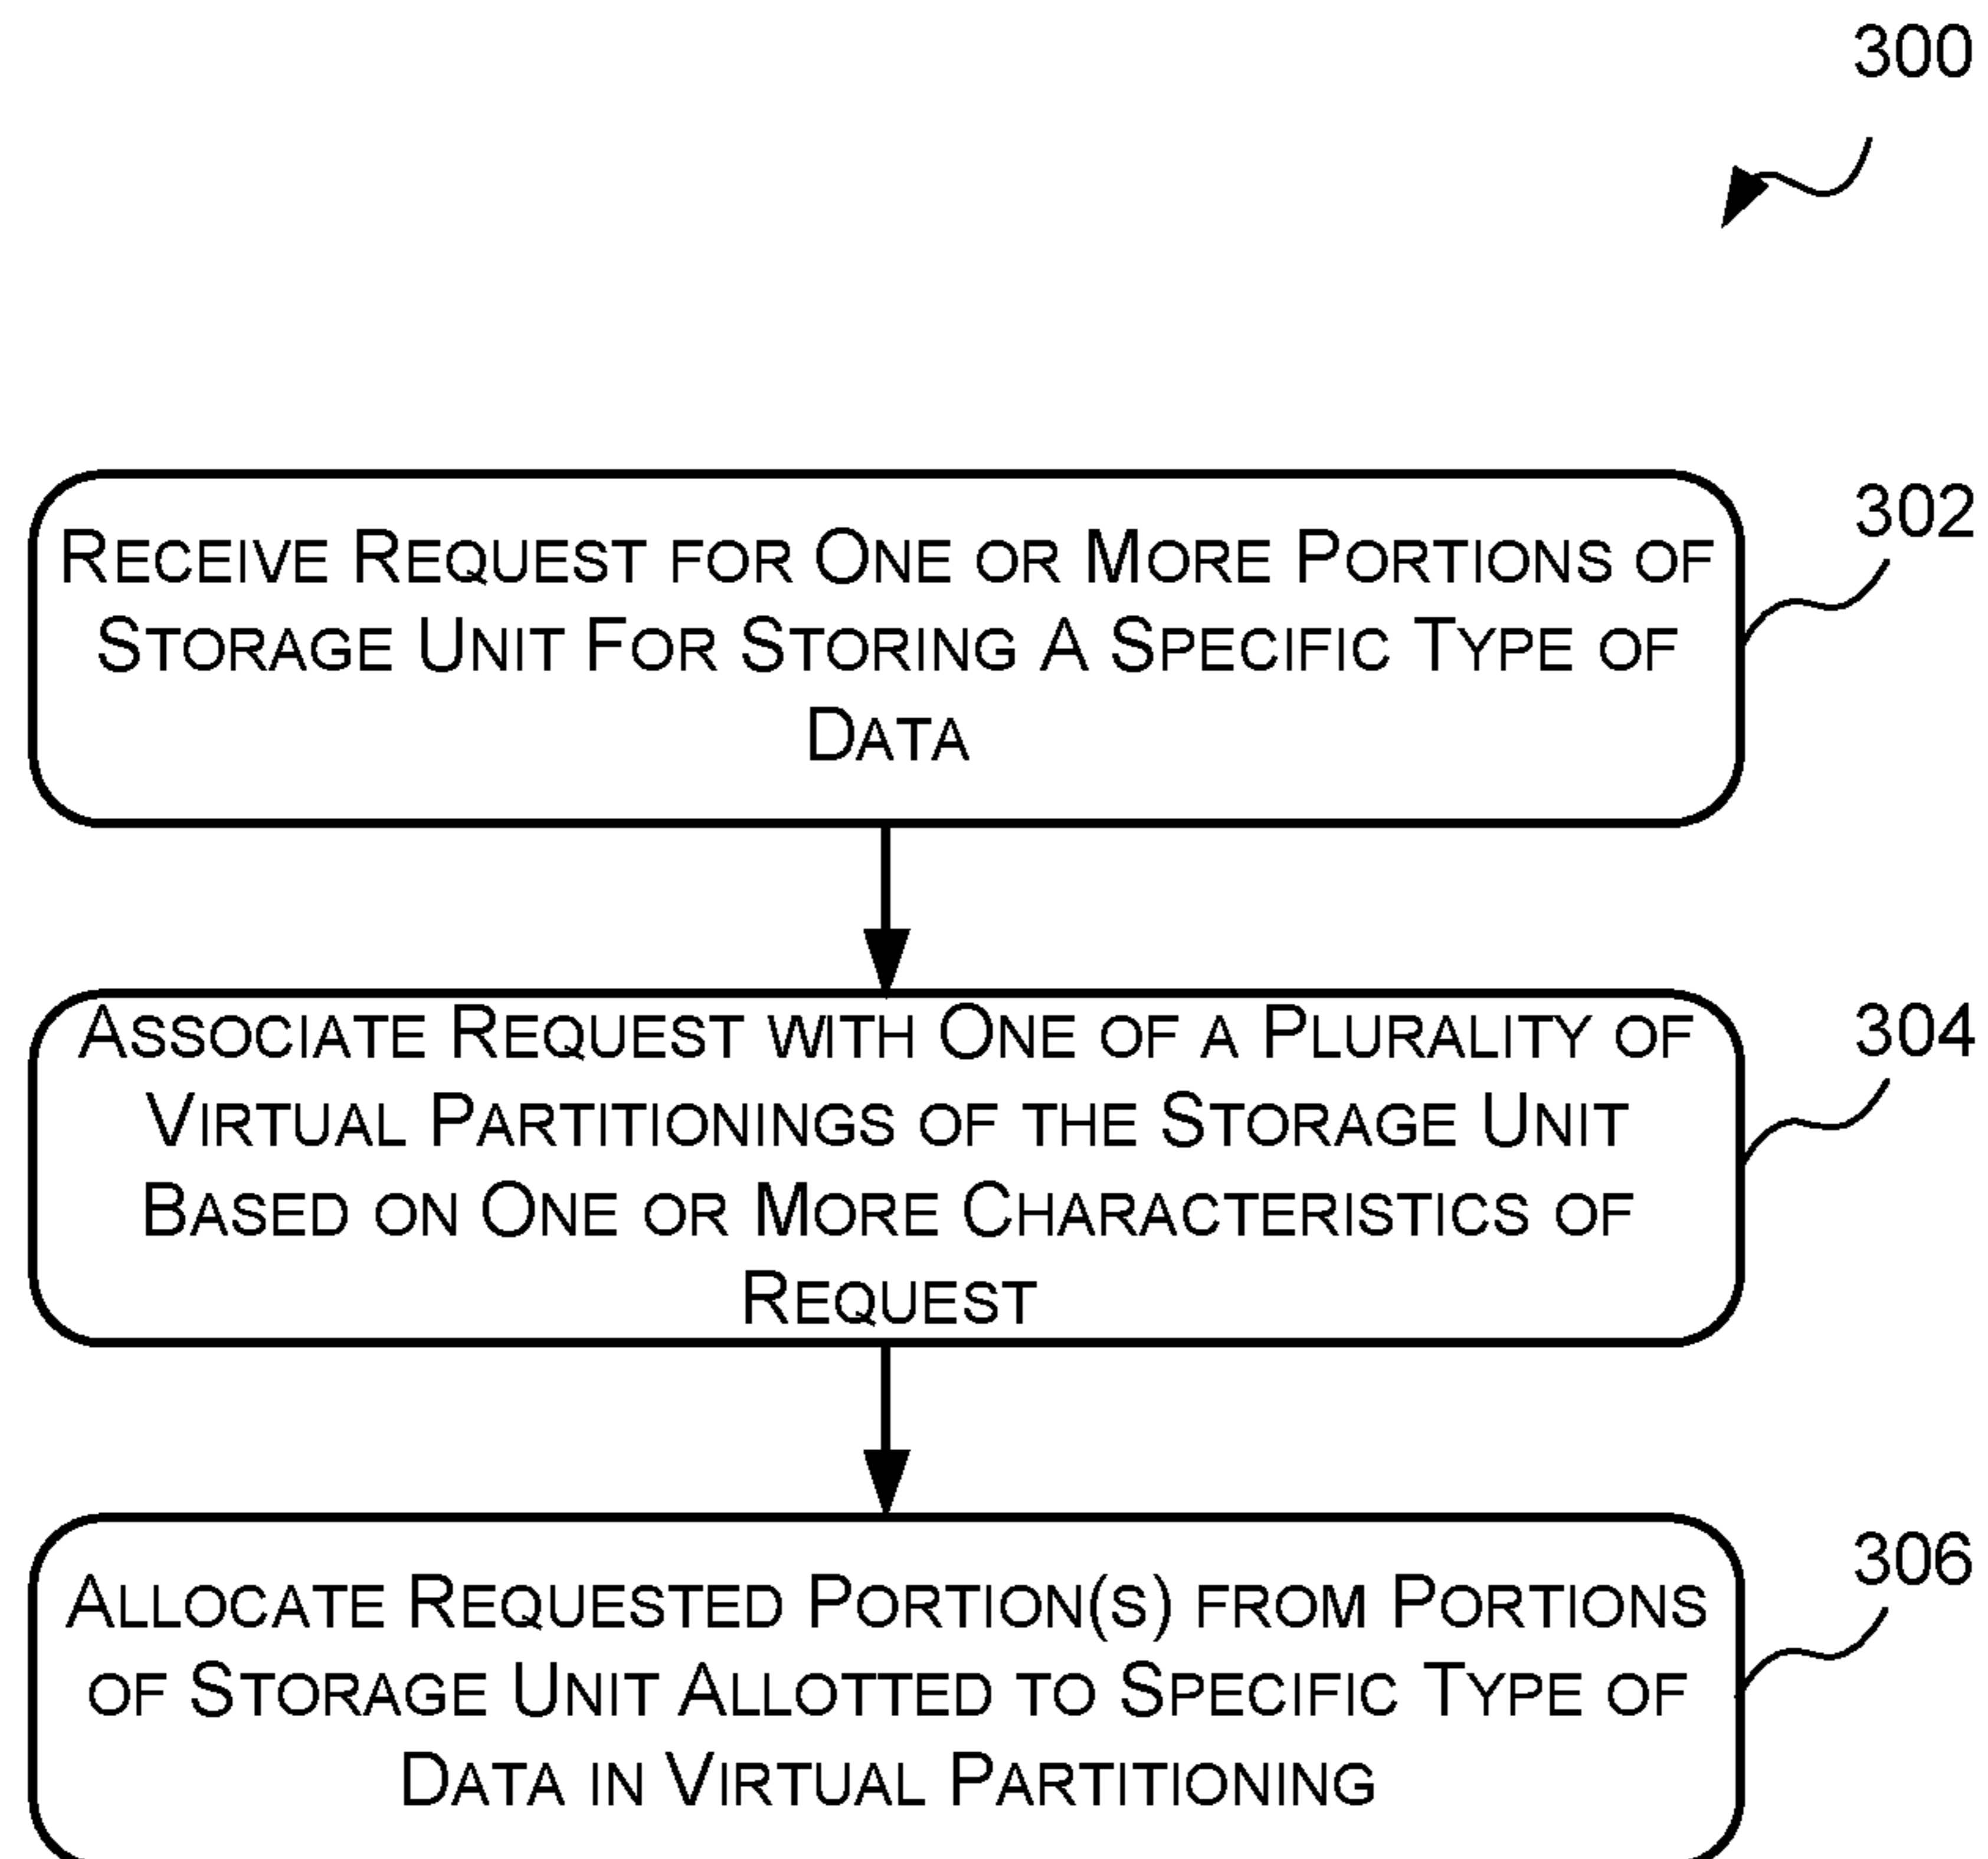 300
RECEIVE REQUEST FOR ONE OR MORE PORTIONS OF
STORAGE UNIT FOR STORING A SPECIFIC TYPE OF
DATA
302
ASSOCIATE REQUEST WITH ONE OF A PLURALITY OF
VIRTUAL PARTITIONINGS OF THE STORAGE UNIT
BASED ON ONE OR MORE CHARACTERISTICS OF
REQUEST
304
ALLOCATE REQUESTED PORTION(S) FROM PORTIONS
OF STORAGE UNIT ALLOTTED TO SPECIFIC TYPE OF
DATA IN VIRTUAL PARTITIONING
306